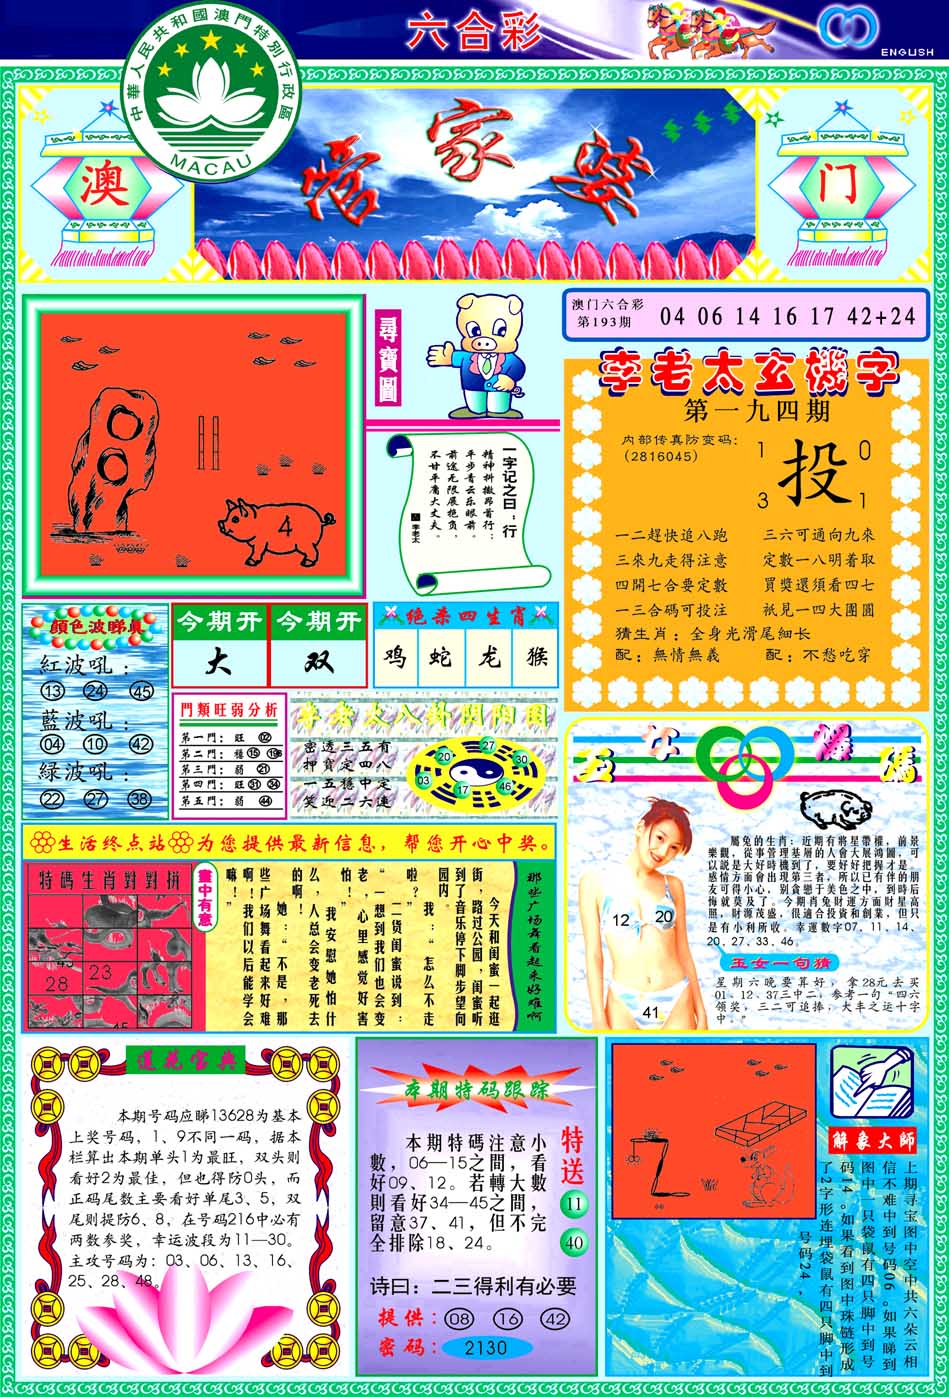 六合彩
ENGLISH
中華人民共和國澳門特別行政區
MACAU
澳
管家婆
门
尋寶圖
4
澳门六合彩
第193期
04 06 14 16 17 42+24
李老太玄機字
第一九四期
内部传真防变码：
（2816045）
1
0
投
3
1
一二趕快追八跑
三六可通向九來
三來九走得注意
定數一八明着取
四開七合要定數
買獎還須看四七
一三合碼可投注
祇見一四大團圓
猜生肖：全身光滑尾細长
配：無情無義
配：不愁吃穿
一字记之曰：行
精神抖擞昂首行；
平步青云乐眼前。
前途无限展抱负，
不甘平庸大丈夫。
李老太
顏色波睇真
紅波吼：
13 24 45
藍波吼：
04 10 42
緑波吼：
22 27 38
今期开
大
今期开
双
绝杀四生肖
鸡 蛇 龙 猴
門類旺弱分析
第一門：旺 02
第二門：穩 15 19
第三門：弱 21
第四門：旺 31 34
第五門：弱 44
李老太八卦阴阳图
密透三五有
押實定四八
一五穩中定
笑迎二六連
20 27 30 03 17 46
生活终点站 为您提供最新信息，帮您开心中奖。
特碼生肖對對拼
43
28
23
45
畫中有意
那些广场舞看起来好难啊
今天和闺蜜一起逛
街，路过公园，闺蜜听
到了音乐停下脚步望向
园内。
我：“怎么不走
啦？”
二货闺蜜说到：
“一想到我们也会变
老，心里感觉好害
怕！”
我安慰她怕什
么，人总会变老死去
的啊！
她：“不是，那
些广场舞看起来好难
啊！我们以后能学会
嘛！”
五女傳碼
12
20
41
屬兔的生肖：近期有將星帶權，前景
樂觀，從事管理基層的人會大展鴻圖，可
以説是大好時機到了，要好好把握才是。
感情方面會出現第三者，所以已有伴的朋
友可得小心，别貪戀于美色之中，到時后
悔就莫及了。今期肖兔財運方面財星高
照，財源茂盛，很適合投資和創業，但只
是有小利所收。幸運數字07、11、14、
20、27、33、46。
玉女一句猜
星期六晚要算好，拿28元去买
01、12、37三中二，参考一句“四六
领奖，三二可追捧，大丰之运十字
中。”
蓮花宝典
本期号码应睇13628为基本
上奖号码，1、9不同一码，据本
栏算出本期单头1为最旺，双头则
看好2为最佳，但也得防0头，而
正码尾数主要看好单尾3、5，双
尾则提防6、8，在号码216中必有
两数参奖，幸运波段为11—30。
主攻号码为：03、06、13、16、
25、28、48。
本期特码跟踪
本期特碼注意小
數，06—15之間，看
好09、12。若轉大數
則看好34—45之間，
留意37、41，但不完
全排除18、24。
特送
11
40
诗曰：二三得利有必要
提供：08 16 42
密码：2130
解象大師
上期寻宝图中空中共六朵云相
信不难中到号码06。如果睇到
图中一只袋鼠有四只脚中到号
码14。如果看到图中珠链形成
了2字形连埋袋鼠有四只脚中到
号码24，